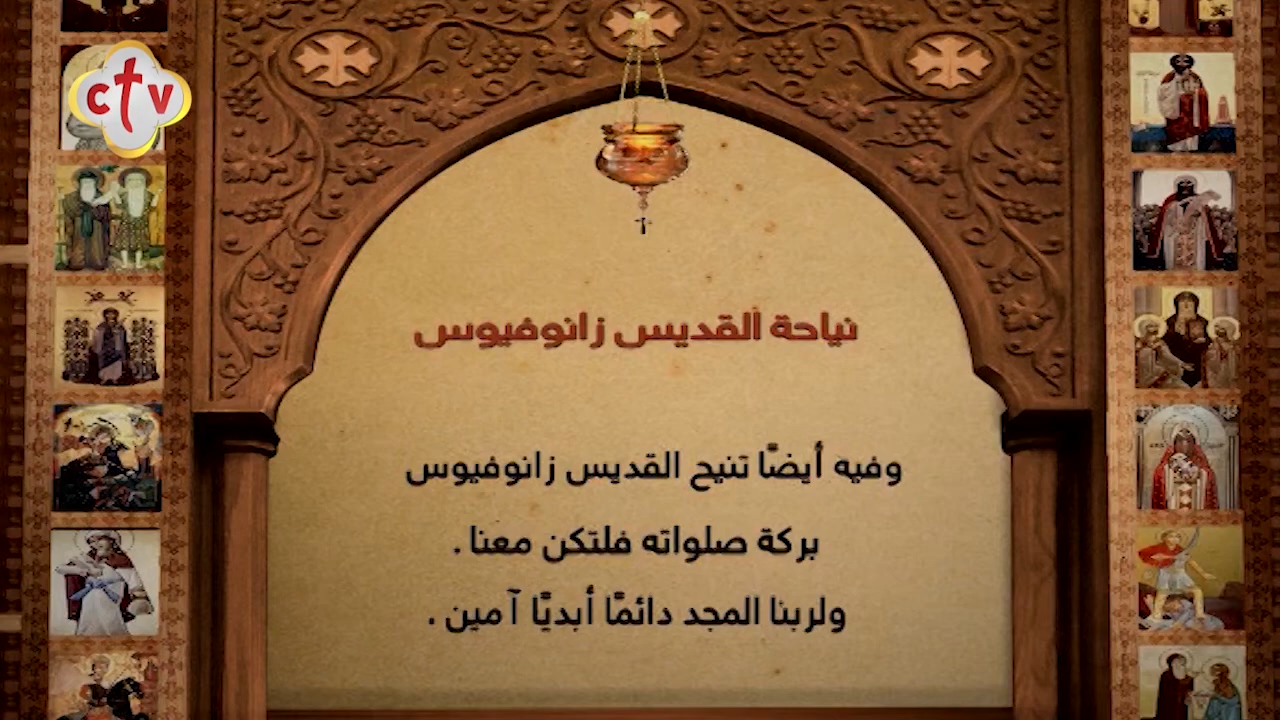 ctv
نياحة القديس زانوفيوس
وفيه أيضًا تنيح القديس زانوفيوس
بركة صلواته فلتكن معنا .
ولربنا المجد دائمًا أبديًا آمين .